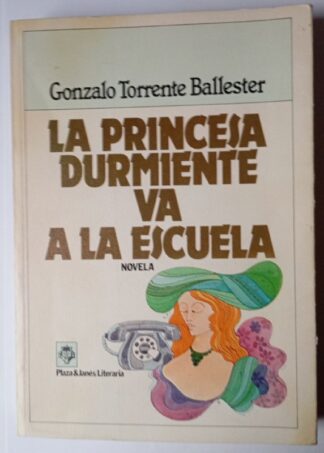 Gonzalo Torrente Ballester
LA PRINCESA
DURMIENTE
VA
A LA ESCUELA
NOVELA
Plaza & Janés Literaria